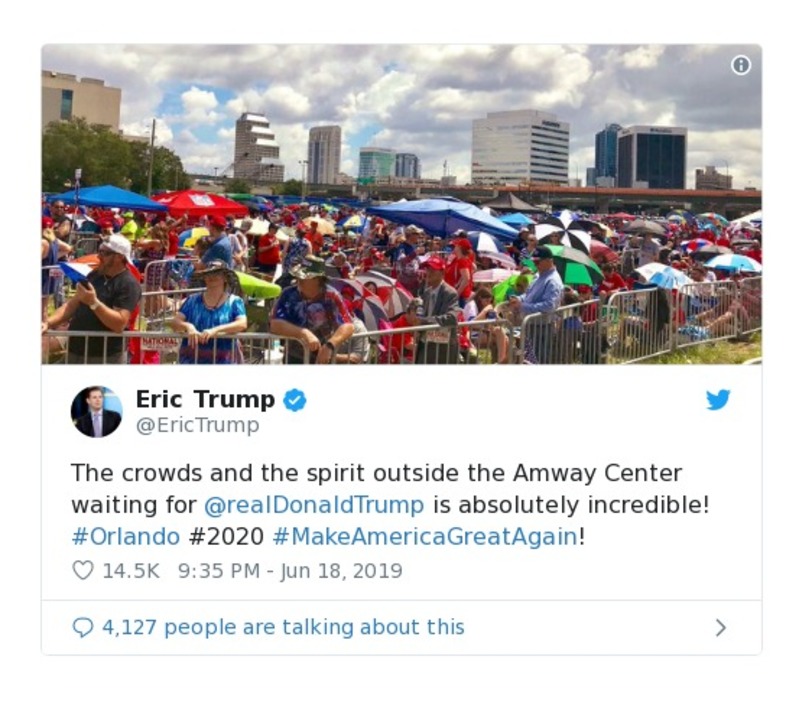 NATIONAL
Eric Trump
@EricTrump
The crowds and the spirit outside the Amway Center
waiting for @realDonaldTrump is absolutely incredible!
#Orlando #2020 #MakeAmericaGreatAgain!
14.5K 9:35 PM - Jun 18, 2019
4,127 people are talking about this